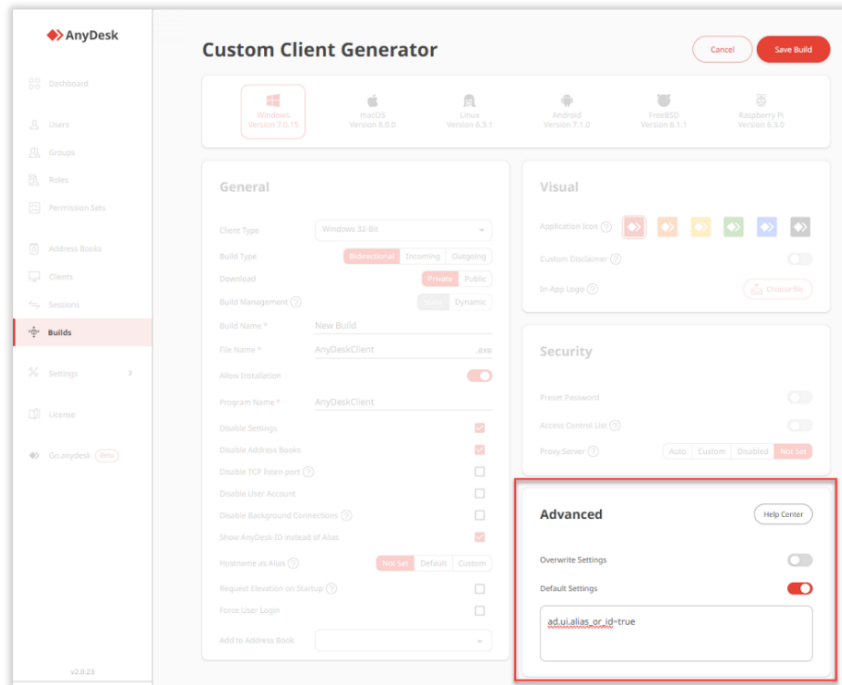 AnyDesk
Dashboard
Users
Groups
Roles
Permission Sets
Address Books
Clients
Sessions
Builds
Settings
License
Go.anydesk Beta
v2.0.23
Custom Client Generator
Cancel
Save Build
Windows
Version 7.0.15
macOS
Version 8.0.0
Linux
Version 6.3.1
Android
Version 7.1.0
FreeBSD
Version 6.1.1
Raspberry Pi
Version 6.3.0
General
Client Type Windows 32-Bit
Build Type Bidirectional Incoming Outgoing
Download Private Public
Build Management ? Dynamic
Build Name * New Build
File Name * AnyDeskClient .exe
Allow Installation
Program Name * AnyDeskClient
Disable Settings
Disable Address Books
Disable TCP listen port ?
Disable User Account
Disable Background Connections ?
Show AnyDesk-ID instead of Alias
Hostname as Alias ? Not Set Default Custom
Request Elevation on Startup ?
Force User Login
Add to Address Book
Visual
Application Icon ?
Custom Disclaimer ?
In-App Logo ? Choose file
Security
Preset Password
Access Control List ?
Proxy Server ? Auto Custom Disabled Not Set
Advanced
Help Center
Overwrite Settings
Default Settings
ad.ui.alias_or_id=true